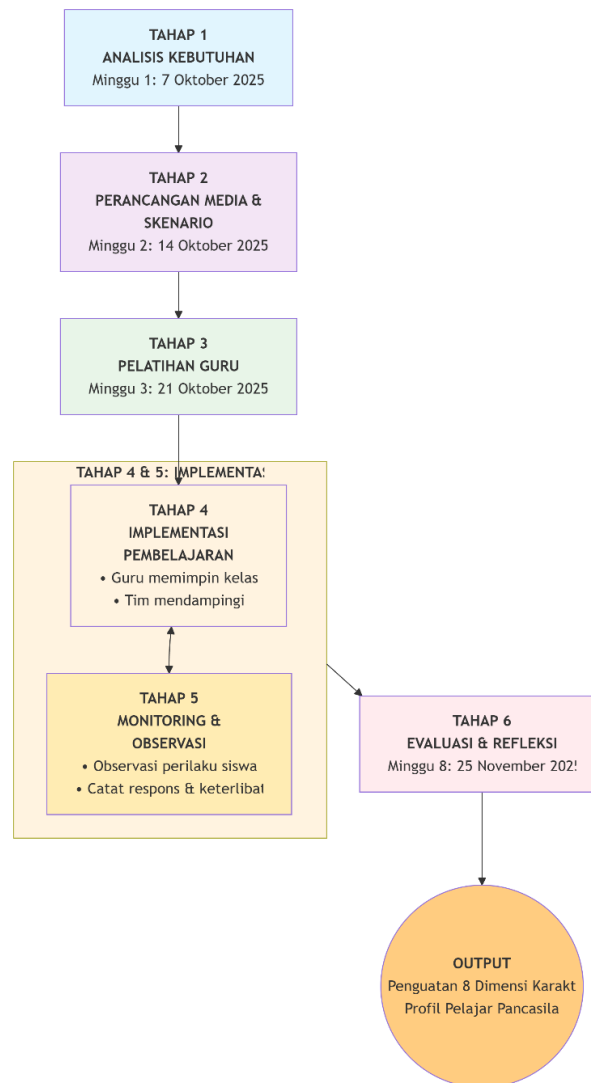 TAHAP 1
ANALISIS KEBUTUHAN
Minggu 1: 7 Oktober 2025
TAHAP 2
PERANCANGAN MEDIA &
SKENARIO
Minggu 2: 14 Oktober 2025
TAHAP 3
PELATIHAN GURU
Minggu 3: 21 Oktober 2025
TAHAP 4 & 5: IMPLEMENTA
TAHAP 4
IMPLEMENTASI
PEMBELAJARAN
• Guru memimpin kelas
• Tim mendampingi
TAHAP 5
MONITORING &
OBSERVASI
• Observasi perilaku siswa
• Catat respons & keterlibat
TAHAP 6
EVALUASI & REFLEKSI
Minggu 8: 25 November 202
OUTPUT
Penguatan 8 Dimensi Karakt
Profil Pelajar Pancasila